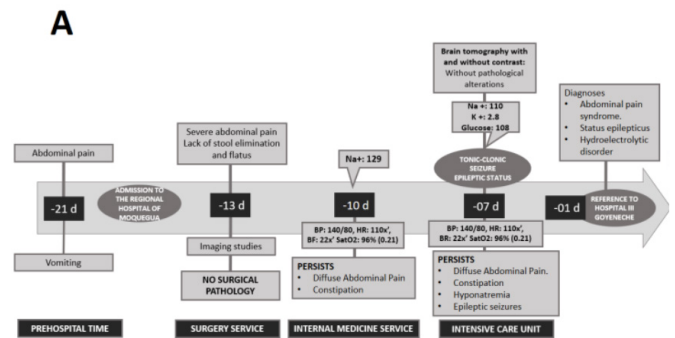 A
Abdominal pain
-21 d
Vomiting
PREHOSPITAL TIME
ADMISSION TO
THE REGIONAL
HOSPITAL OF
MOQUEGUA
Severe abdominal pain
Lack of stool elimination
and flatus
-13 d
Imaging studies
NO SURGICAL
PATHOLOGY
SURGERY SERVICE
Na+: 129
-10 d
BP: 140/80, HR: 110x',
BF: 22x' SatO2: 96% (0.21)
PERSISTS
• Diffuse Abdominal Pain
• Constipation
INTERNAL MEDICINE SERVICE
Brain tomography with
and without contrast:
Without pathological
alterations
Na +: 110
K +: 2.8
Glucose: 108
TONIC-CLONIC
SEIZURE
EPILEPTIC STATUS
-07 d
BP: 140/80, HR: 110x',
BR: 22x' SatO2: 96% (0.21)
PERSISTS
• Diffuse Abdominal Pain.
• Constipation
• Hyponatremia
• Epileptic seizures
INTENSIVE CARE UNIT
Diagnoses
• Abdominal pain
syndrome.
• Status epilepticus
• Hydroelectrolytic
disorder
-01 d
REFERENCE TO
HOSPITAL III
GOYENECHE